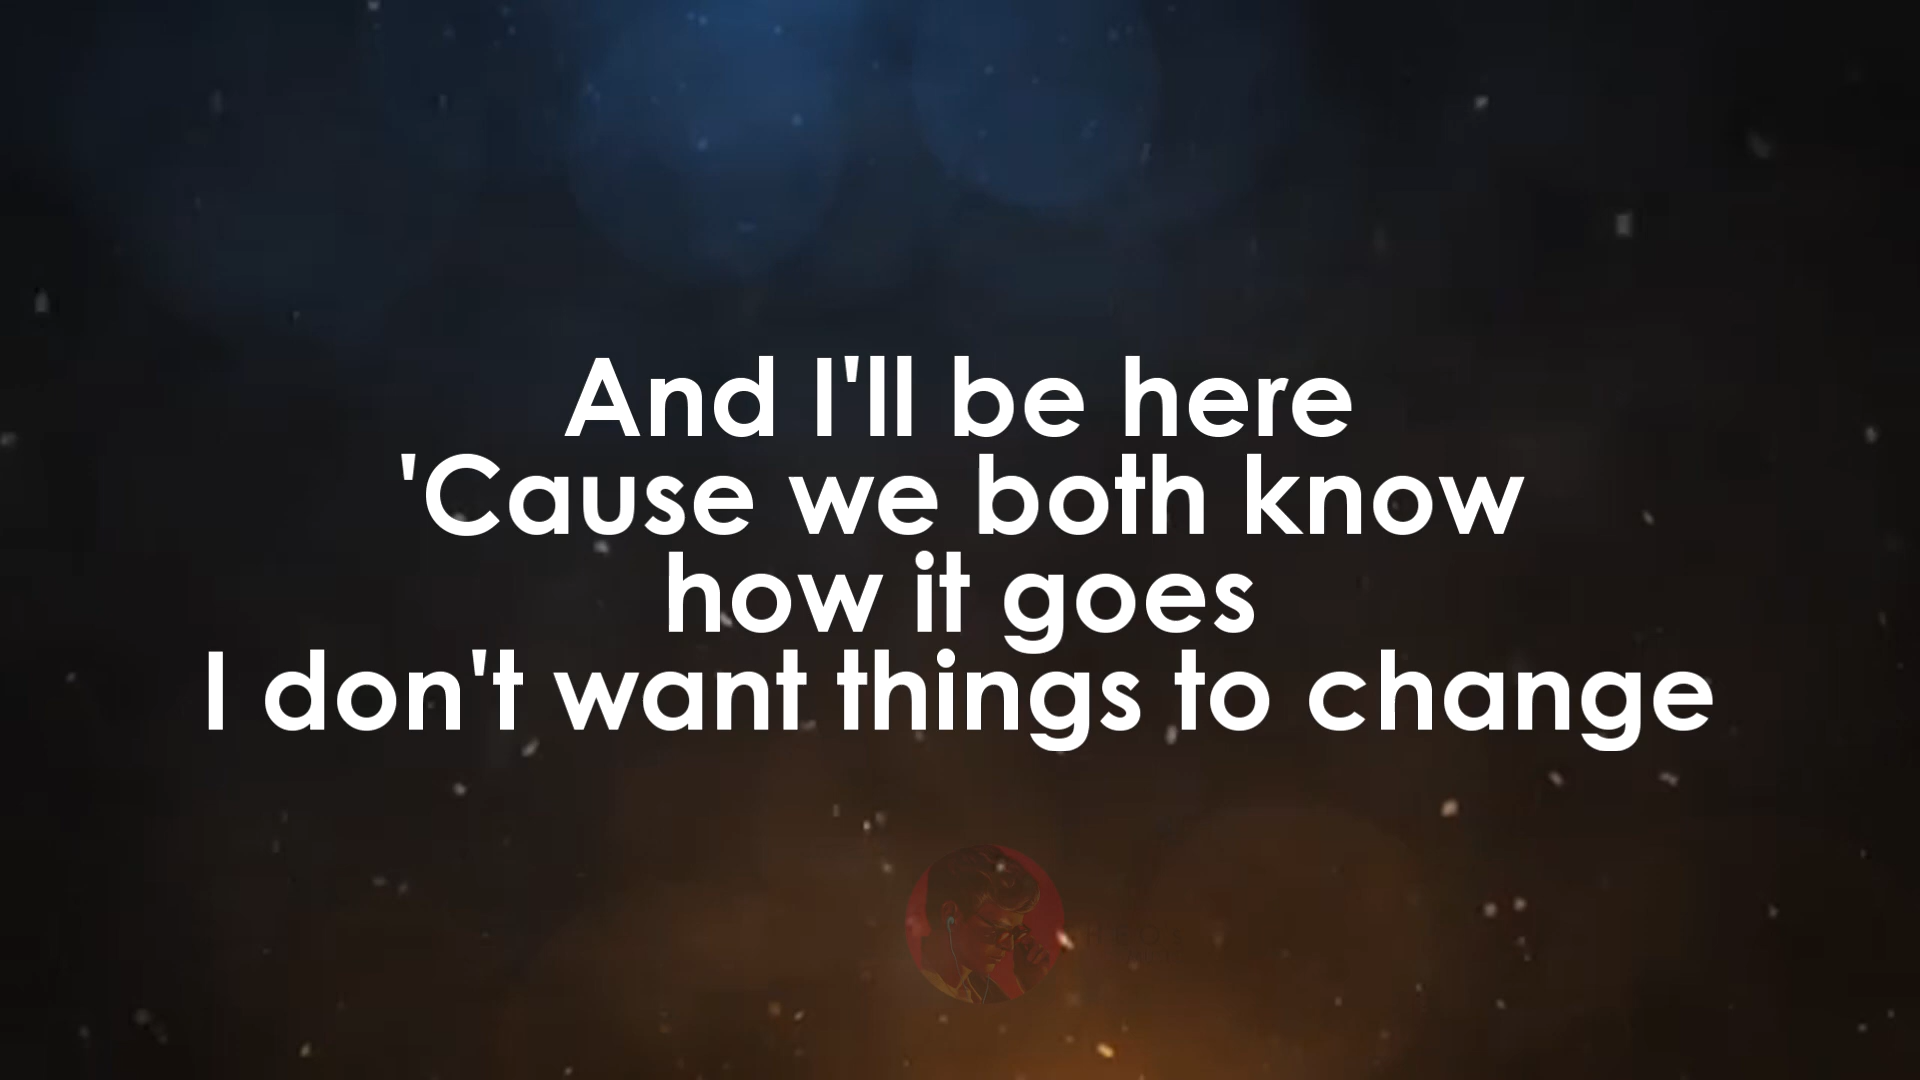 And I'll be here
'Cause we both know
how it goes
I don't want things to change